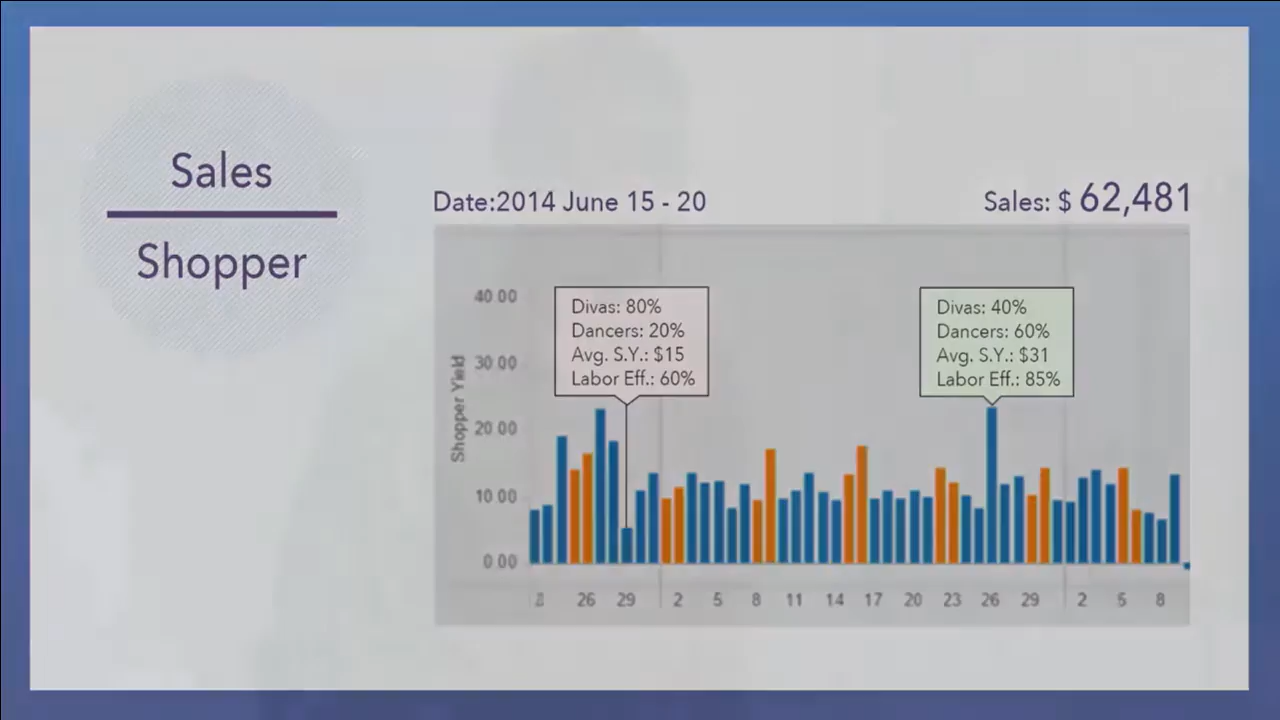 Sales
Shopper
Date:2014 June 15 - 20
Sales: $ 62,481
Shopper Yield
40 00
30 00
20 00
10 00
0 00
Divas: 80%
Dancers: 20%
Avg. S.Y.: $15
Labor Eff.: 60%
Divas: 40%
Dancers: 60%
Avg. S.Y.: $31
Labor Eff.: 85%
26 29 2 5 8 11 14 17 20 23 26 29 2 5 8